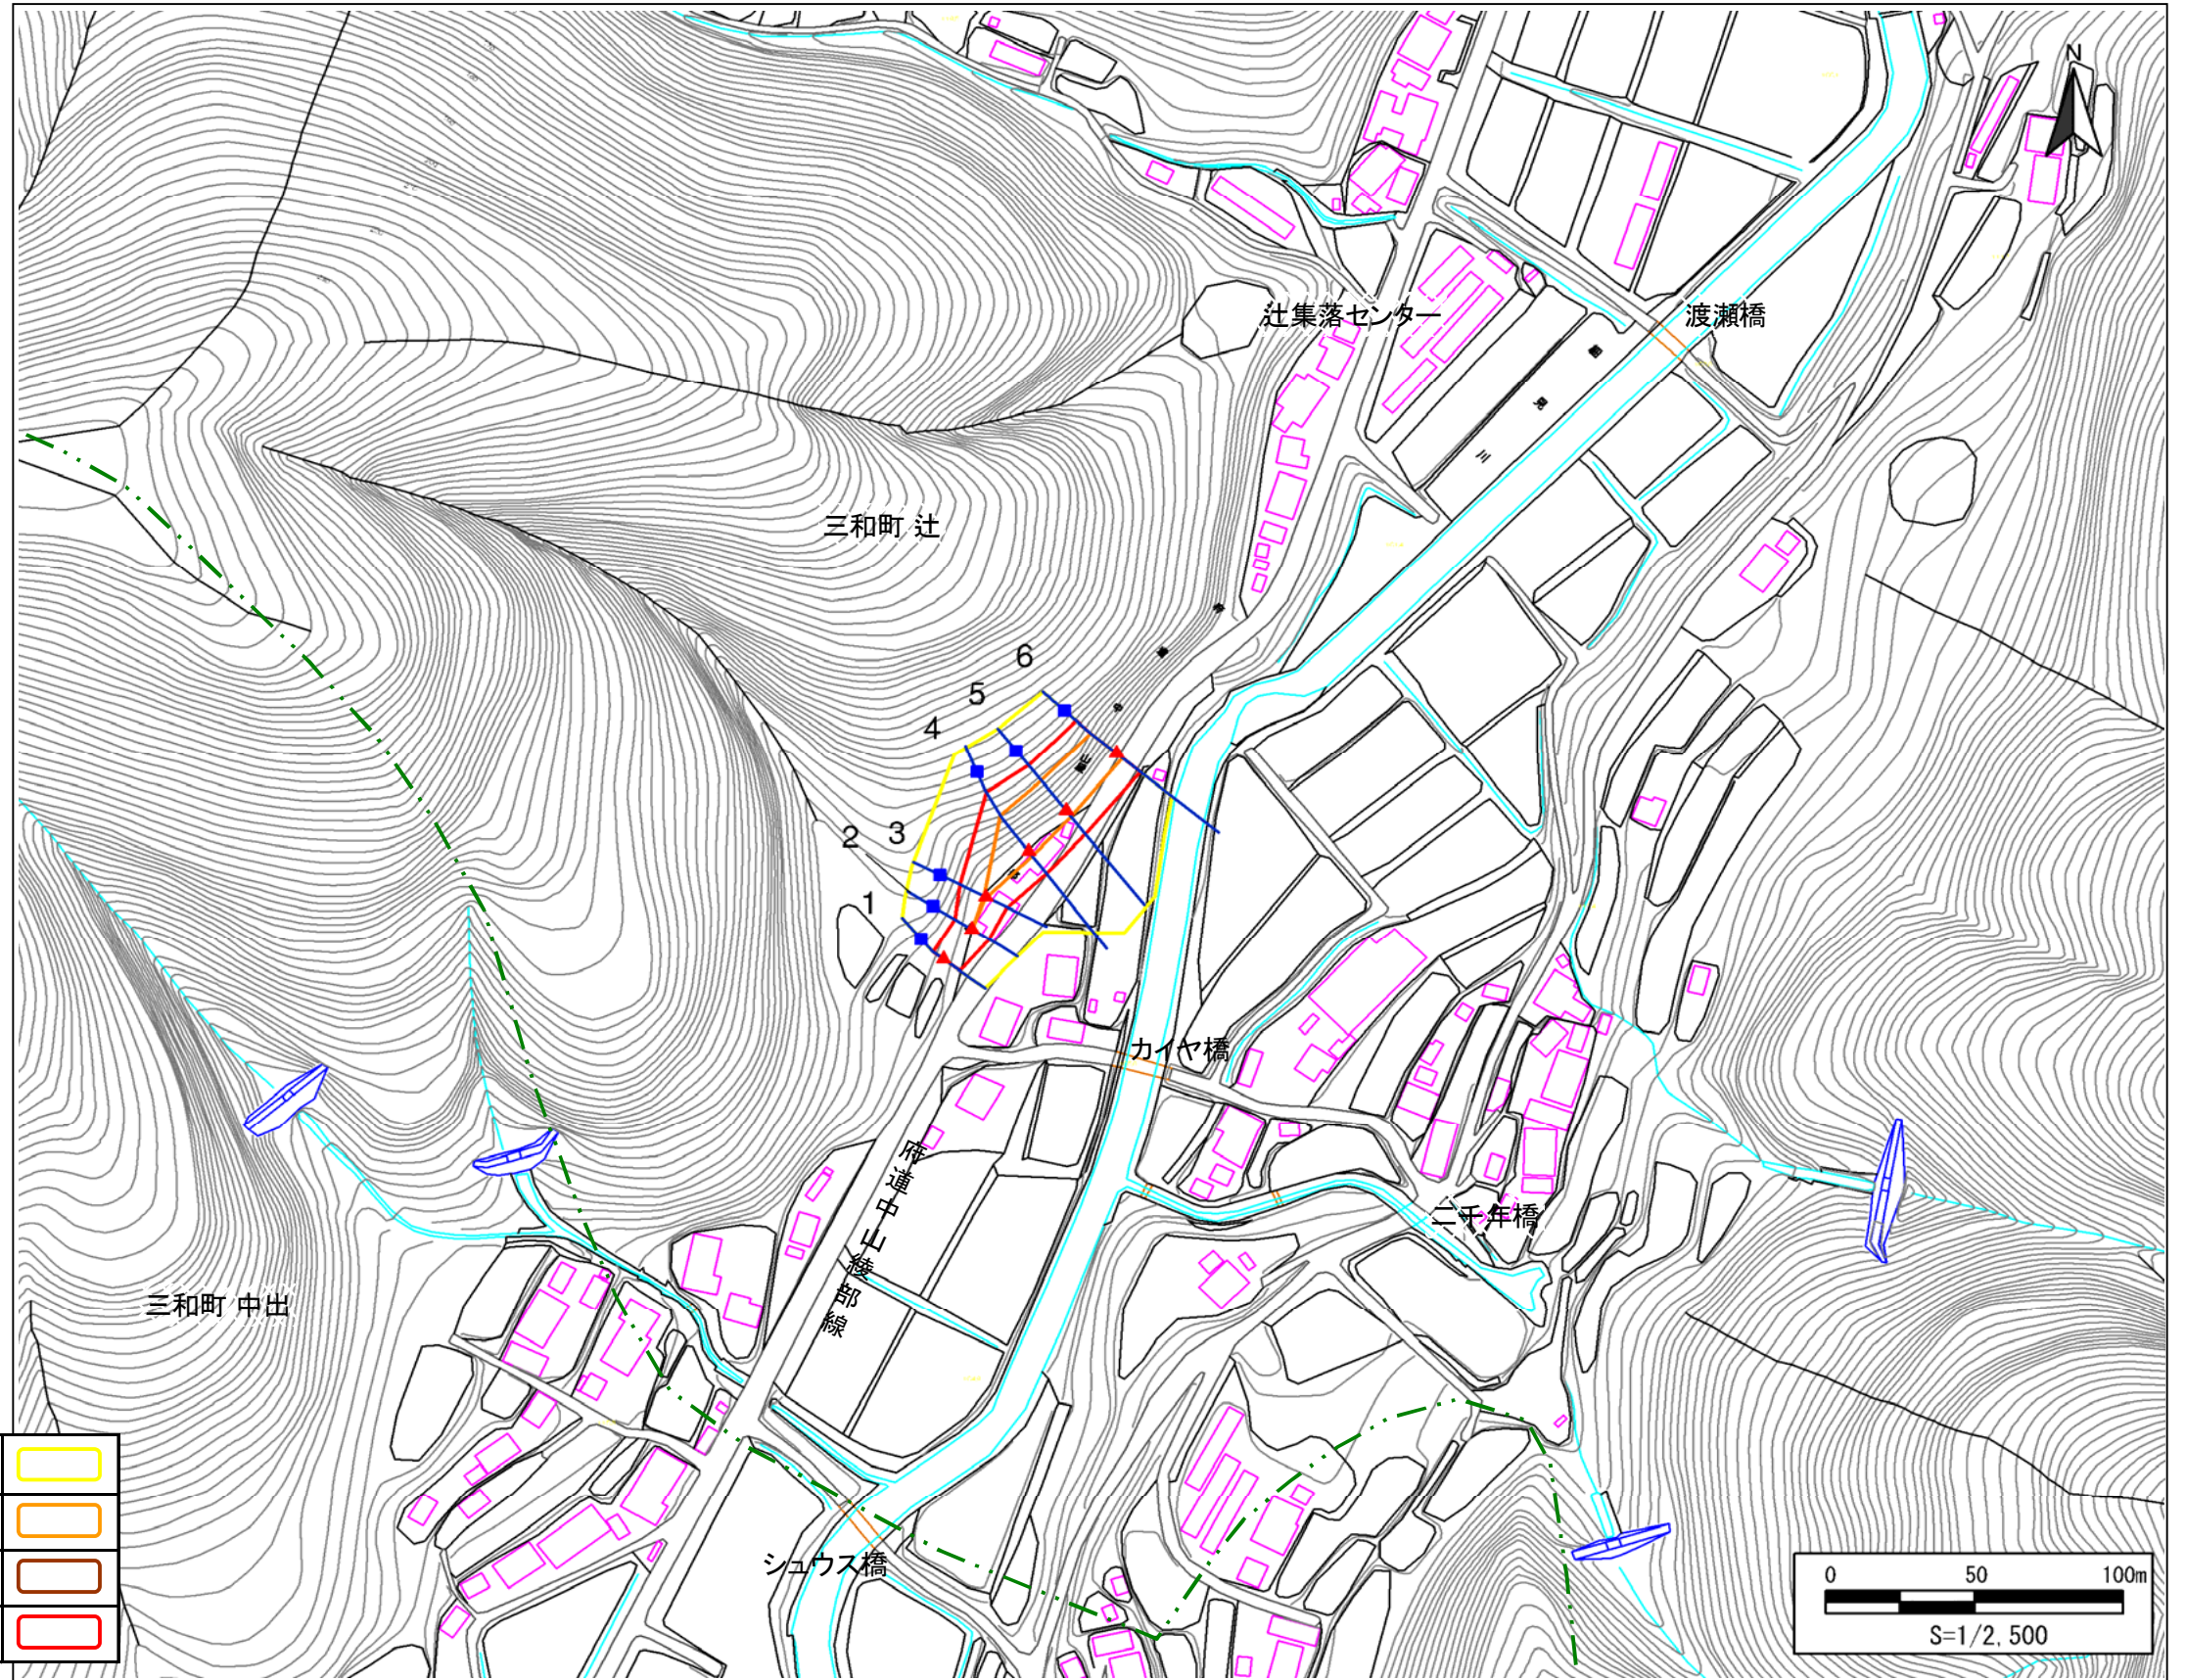 N
辻集落センター
渡瀬橋
三和町 辻
川
6
5
4
3
2
1
カイヤ橋
府道中山綾部線
二千年橋
三和町 中出
シュウス橋
0 50 100m
S=1/2,500